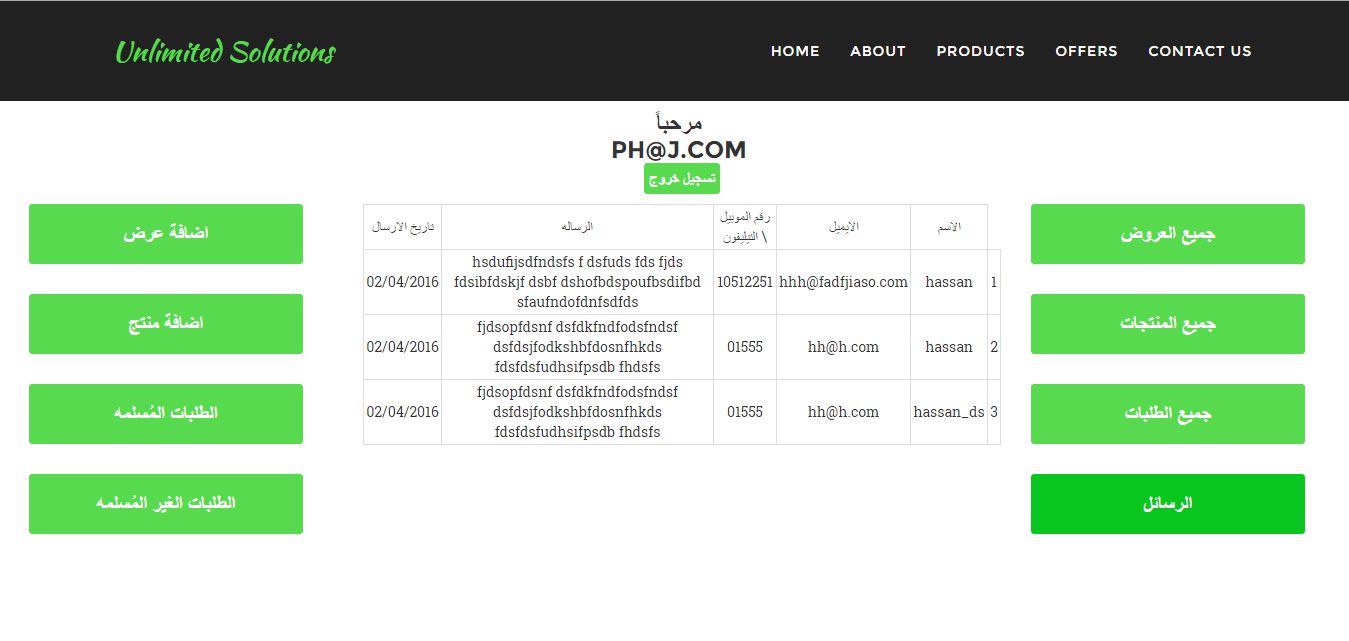 Unlimited Solutions
HOME ABOUT PRODUCTS OFFERS CONTACT US
مرحباً
PH@J.COM
تسجيل خروج
جميع العروض
جميع المنتجات
جميع الطلبات
الرسائل
الاسم
الايميل
رقم الموبيل
\ التيليفون
الرساله
تاريخ الارسال
1
hassan
hhh@fadfjiaso.com
10512251
hsdufijsdfndsfs f dsfuds fds fjds
fdsibfdskjf dsbf dshofbdspoufbsdifbd
sfaufndofdnfsdfds
02/04/2016
2
hassan
hh@h.com
01555
fjdsopfdsnf dsfdkfndfodsfndsf
dsfdsjfodkshbfdosnfhkds
fdsfdsfudhsifpsdb fhdsfs
02/04/2016
3
hassan_ds
hh@h.com
01555
fjdsopfdsnf dsfdkfndfodsfndsf
dsfdsjfodkshbfdosnfhkds
fdsfdsfudhsifpsdb fhdsfs
02/04/2016
اضافة عرض
اضافة منتج
الطلبات المُسلمه
الطلبات الغير المُسلمه